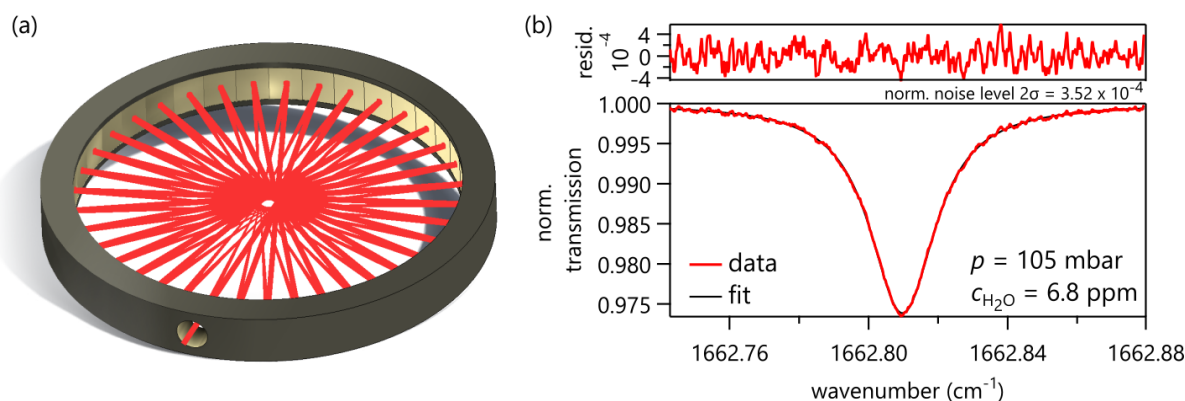 (a)
(b)
resid.
10⁻⁴
4
0
-4
norm. noise level 2σ = 3.52 x 10⁻⁴
norm.
transmission
1.000
0.995
0.990
0.985
0.980
0.975
data
fit
p = 105 mbar
c_H₂O = 6.8 ppm
1662.76
1662.80
1662.84
1662.88
wavenumber (cm⁻¹)